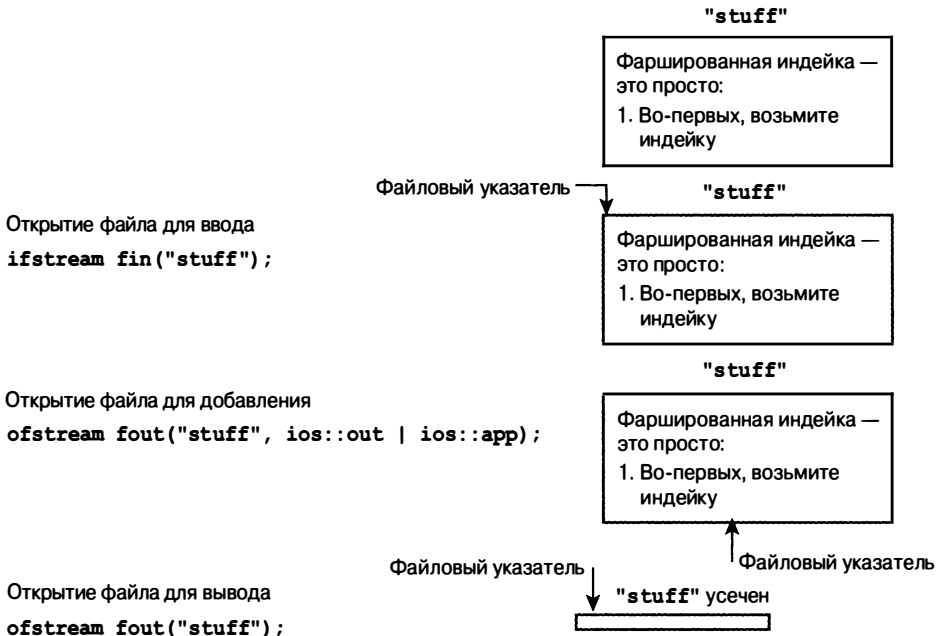 "stuff"
Фаршированная индейка —
это просто:
1. Во-первых, возьмите
индейку
Файловый указатель
"stuff"
Открытие файла для ввода
ifstream fin("stuff");
Фаршированная индейка —
это просто:
1. Во-первых, возьмите
индейку
"stuff"
Открытие файла для добавления
ofstream fout("stuff", ios::out | ios::app);
Фаршированная индейка —
это просто:
1. Во-первых, возьмите
индейку
Файловый указатель
Файловый указатель
Открытие файла для вывода
"stuff" усечен
ofstream fout("stuff");